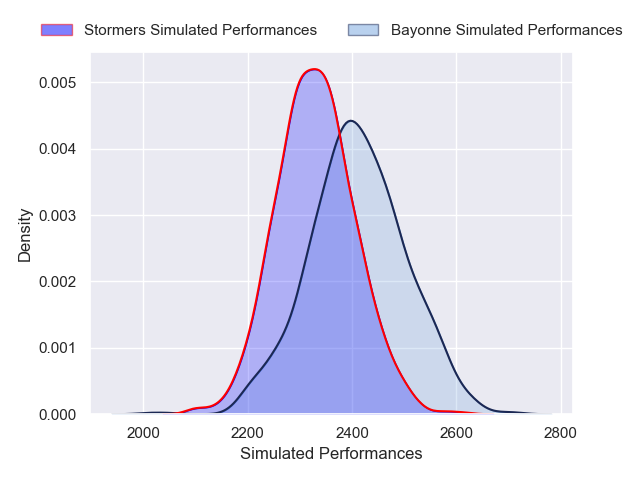 Stormers Simulated Performances
Bayonne Simulated Performances
0.005
0.004
0.003
0.002
0.001
0.000
Density
2000
2200
2400
2600
2800
Simulated Performances